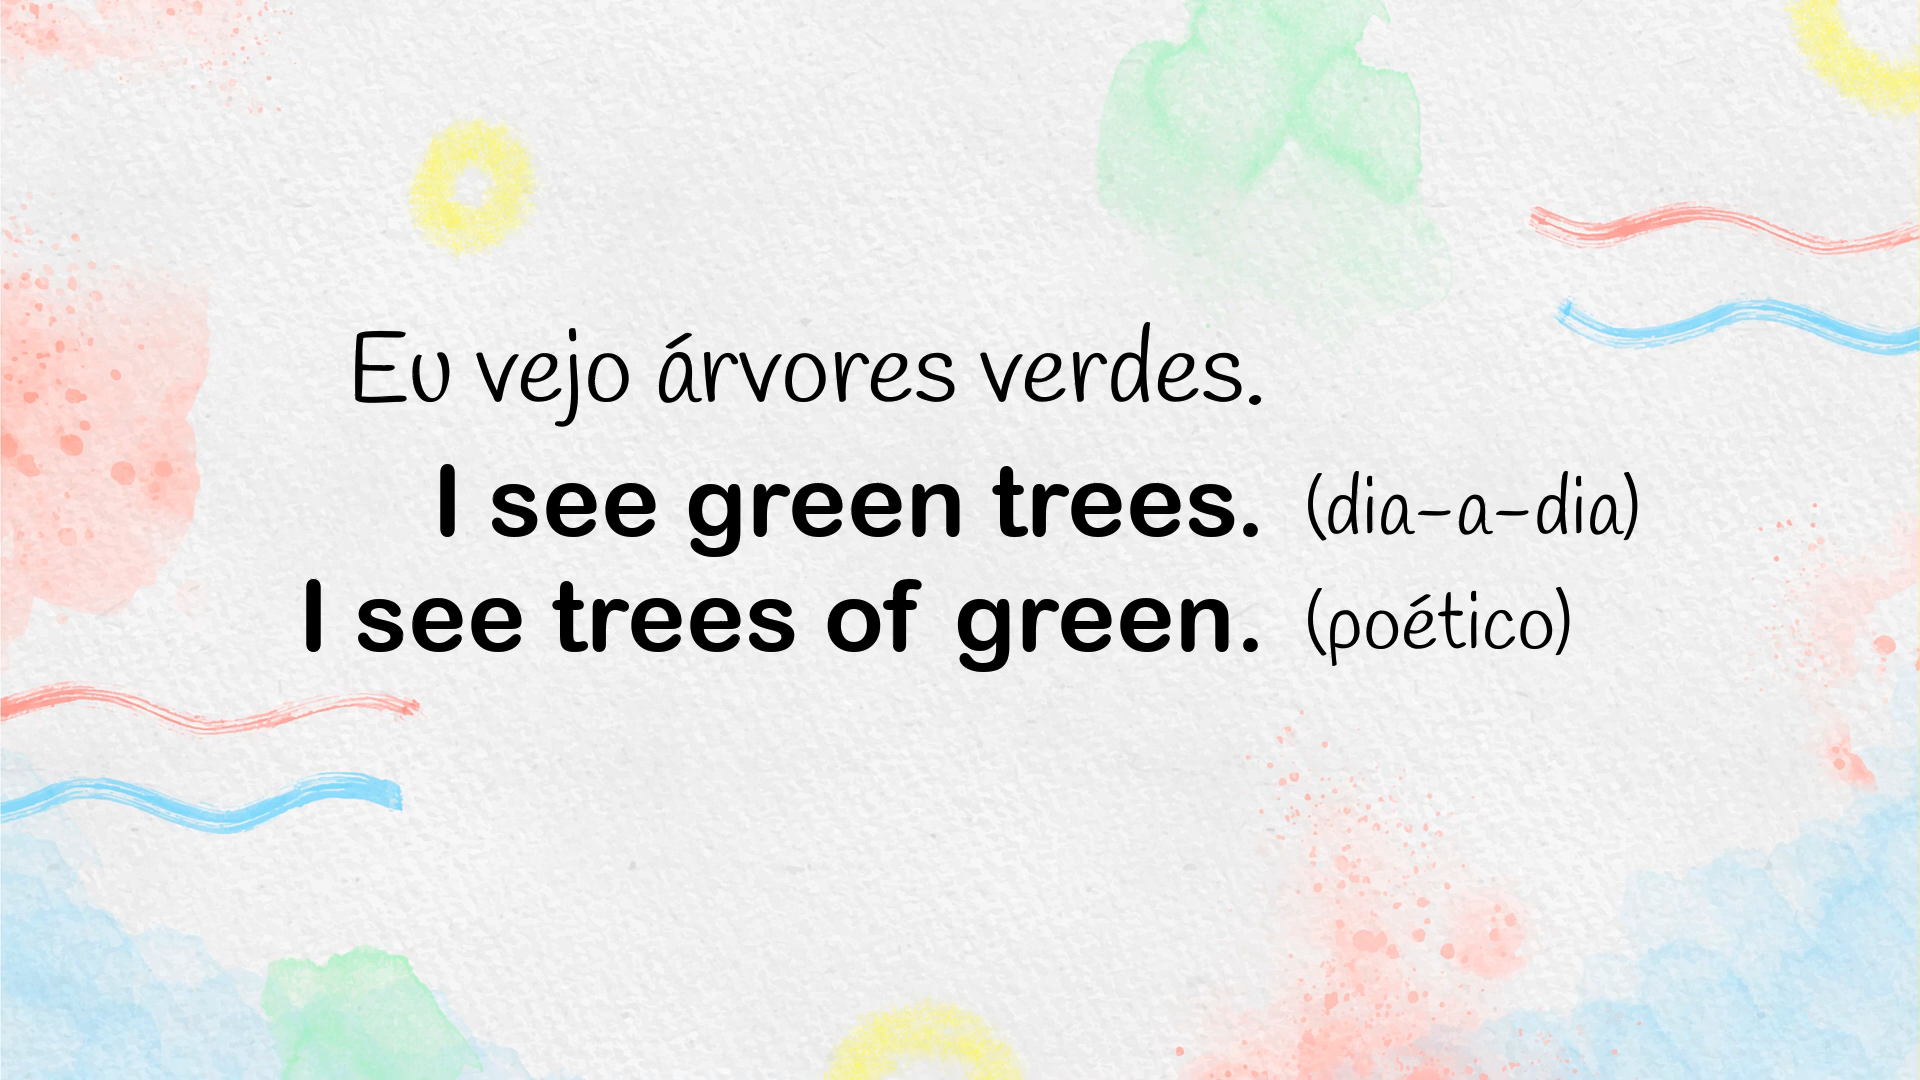 Eu vejo árvores verdes.
I see green trees. (dia-a-dia)
I see trees of green. (poético)